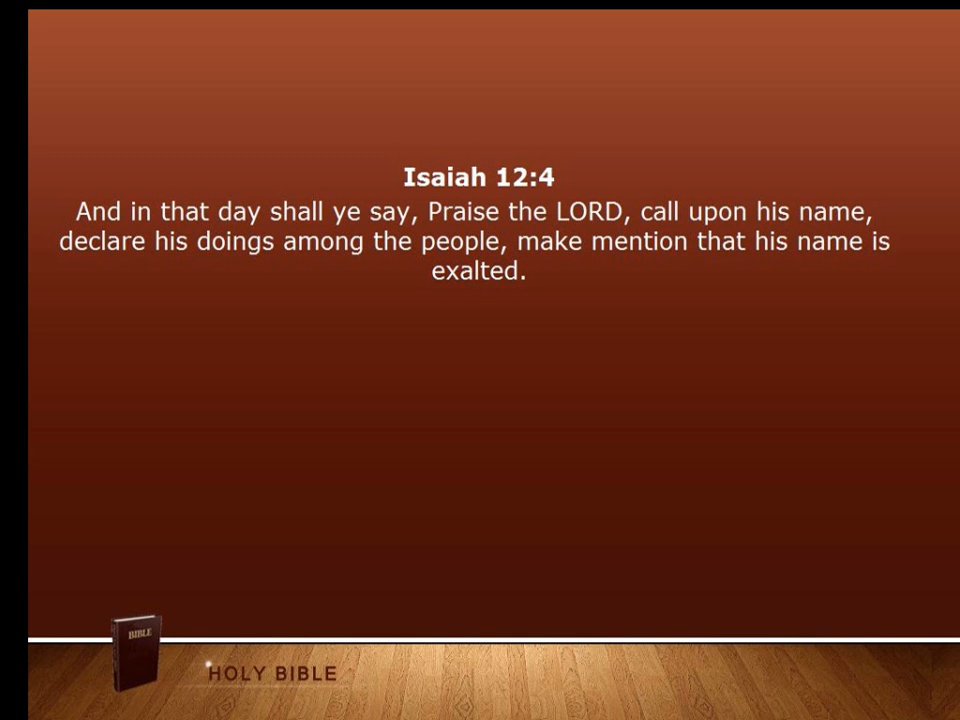 Isaiah 12:4
And in that day shall ye say, Praise the LORD, call upon his name,
declare his doings among the people, make mention that his name is
exalted.
BIBLE
HOLY BIBLE